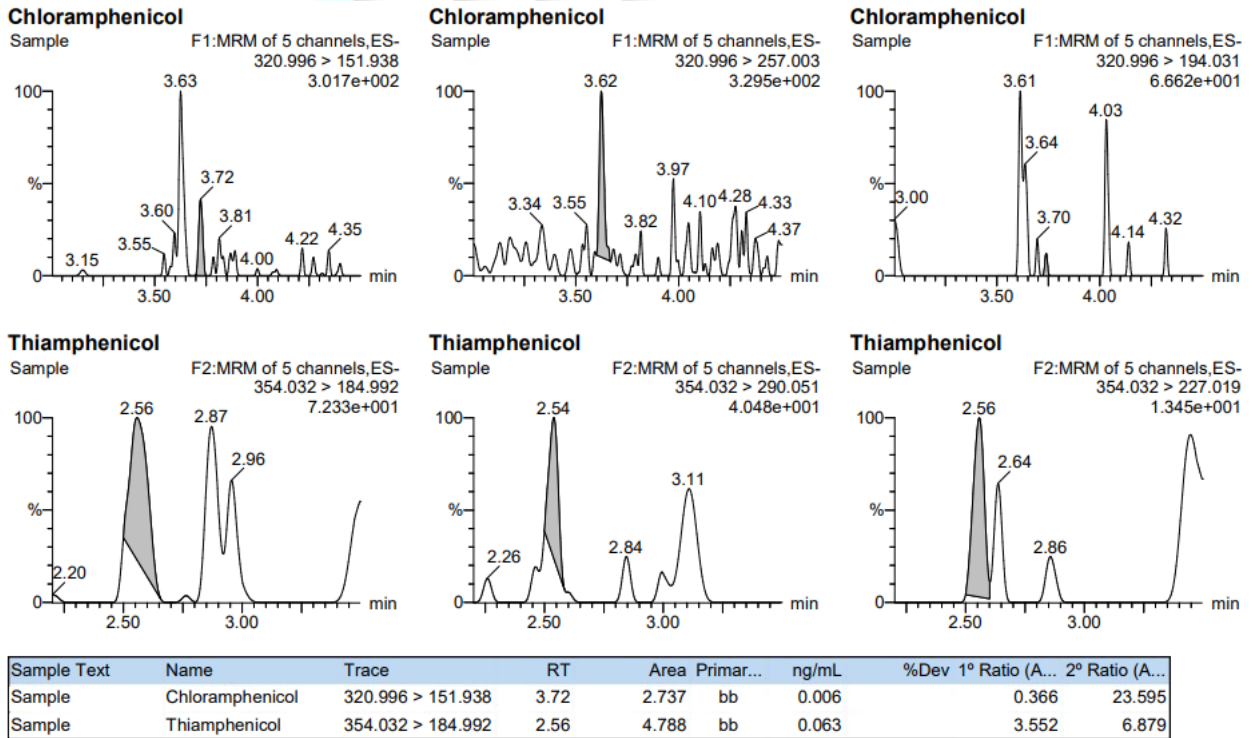 Chloramphenicol
Sample
F1:MRM of 5 channels,ES-
320.996 > 151.938
3.017e+002
100
%
0
3.15
3.55
3.60
3.63
3.72
3.81
4.00
4.22
4.35
min
3.50
4.00
Chloramphenicol
Sample
F1:MRM of 5 channels,ES-
320.996 > 257.003
3.295e+002
100
%
0
3.34
3.55
3.62
3.82
3.97
4.10
4.28
4.33
4.37
min
3.50
4.00
Chloramphenicol
Sample
F1:MRM of 5 channels,ES-
320.996 > 194.031
6.662e+001
100
%
0
3.00
3.61
3.64
3.70
4.03
4.14
4.32
min
3.50
4.00
Thiamphenicol
Sample
F2:MRM of 5 channels,ES-
354.032 > 184.992
7.233e+001
100
%
0
2.20
2.56
2.87
2.96
min
2.50
3.00
Thiamphenicol
Sample
F2:MRM of 5 channels,ES-
354.032 > 290.051
4.048e+001
100
%
0
2.26
2.54
2.84
3.11
min
2.50
3.00
Thiamphenicol
Sample
F2:MRM of 5 channels,ES-
354.032 > 227.019
1.345e+001
100
%
0
2.56
2.64
2.86
min
2.50
3.00
Sample Text Name Trace RT Area Primar... ng/mL %Dev 1º Ratio (A... 2º Ratio (A...
Sample Chloramphenicol 320.996 > 151.938 3.72 2.737 bb 0.006 0.366 23.595
Sample Thiamphenicol 354.032 > 184.992 2.56 4.788 bb 0.063 3.552 6.879